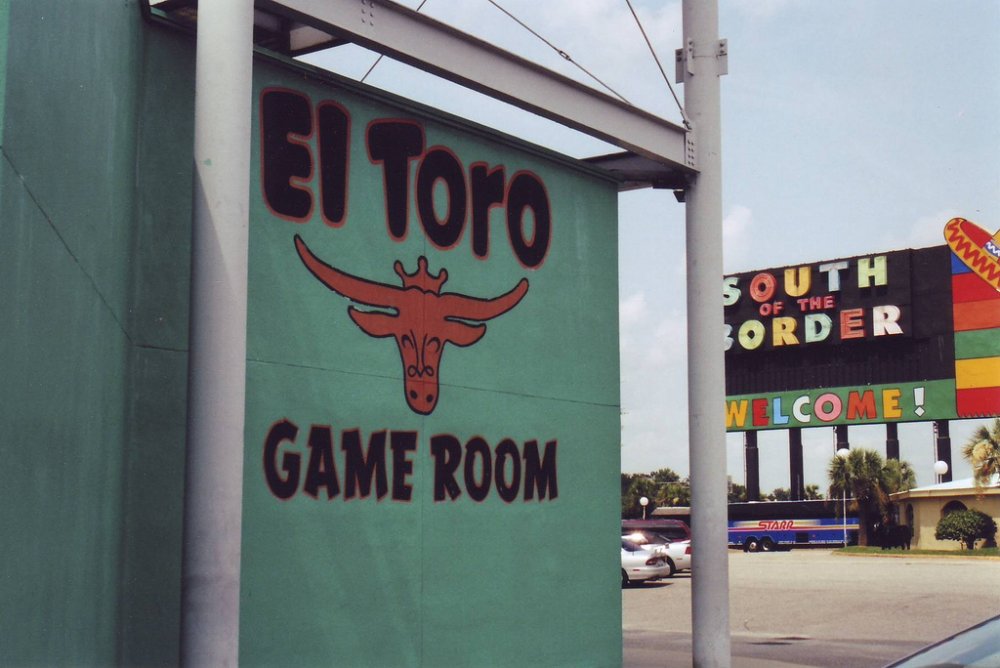 El Toro
GAME ROOM
SOUTH
OF THE
BORDER
WELCOME!
STARR